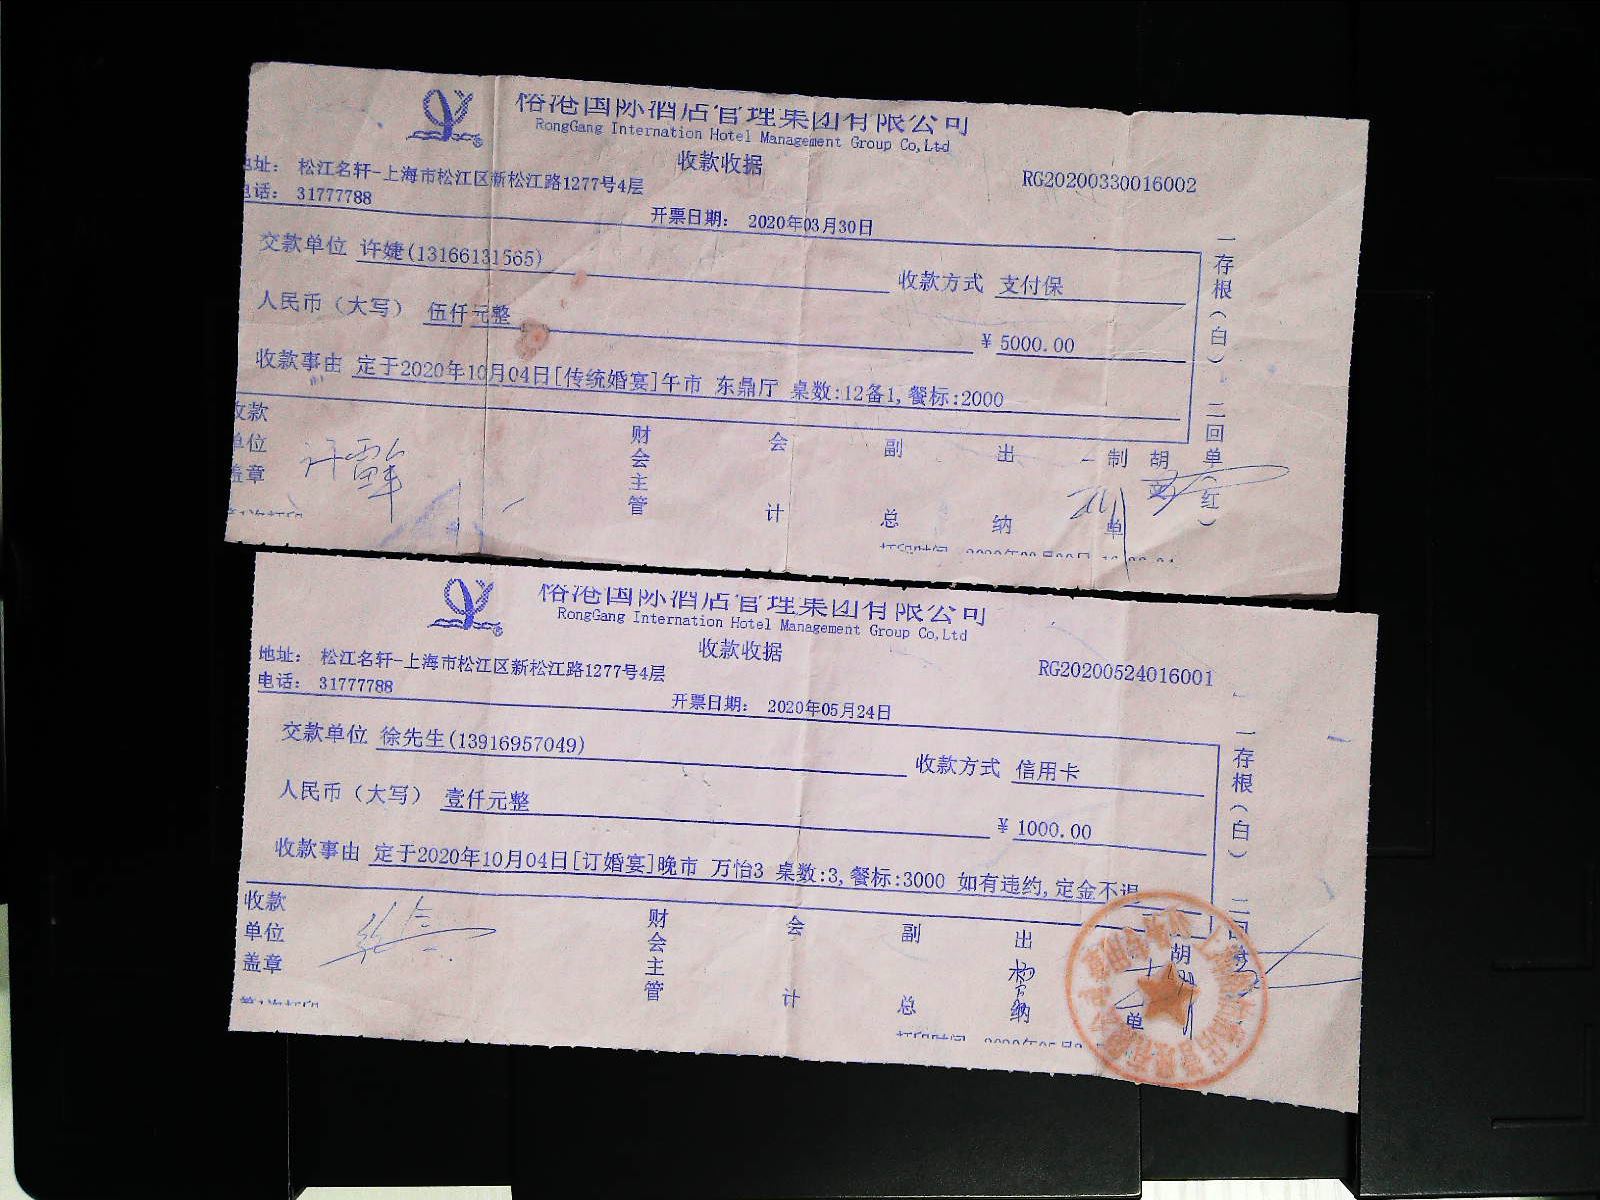 榕港国际酒店管理集团有限公司
RongGang Internation Hotel Management Group Co,Ltd
收款收据
地址： 松江名轩-上海市松江区新松江路1277号4层
RG20200330016002
电话： 31777788
开票日期： 2020年03月30日
交款单位 许婕(13166131565)
收款方式 支付保
人民币（大写） 伍仟元整
¥ 5000.00
收款事由 定于2020年10月04日[传统婚宴]午市 东鼎厅 桌数:12备1,餐标:2000
收款单位盖章
财会主管
会计
副总
出纳
制单
胡
一存根(白) 二回单(红)
榕港国际酒店管理集团有限公司
RongGang Internation Hotel Management Group Co,Ltd
收款收据
地址： 松江名轩-上海市松江区新松江路1277号4层
RG20200524016001
电话： 31777788
开票日期： 2020年05月24日
交款单位 徐先生(13916957049)
收款方式 信用卡
人民币（大写） 壹仟元整
¥ 1000.00
收款事由 定于2020年10月04日[订婚宴]晚市 万怡3 桌数:3,餐标:3000 如有违约,定金不退
收款单位盖章
财会主管
会计
副总
出纳
单
胡
一存根(白) 二回